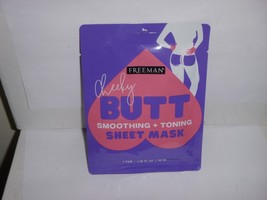 FREEMAN
Cheeky
BUTT
SMOOTHING + TONING
SHEET MASK